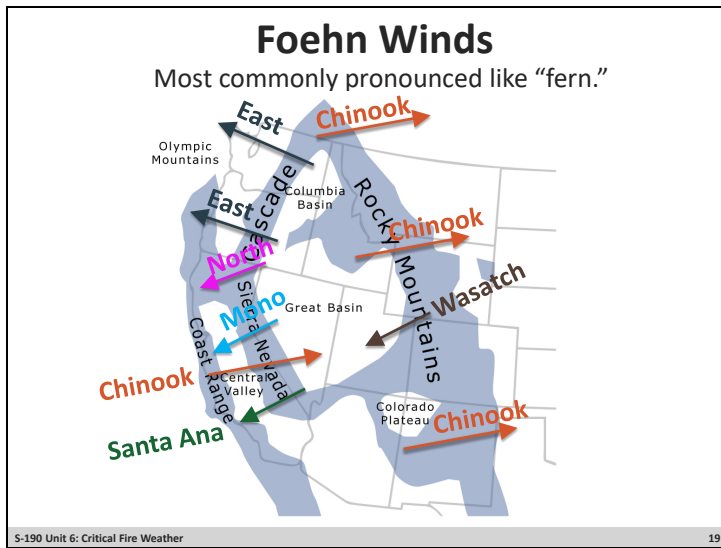 Foehn Winds
Most commonly pronounced like “fern.”
East
Chinook
Olympic
Mountains
Cascade
Columbia
Basin
Rocky Mountains
East
Chinook
North
Mono
Sierra Nevada
Great Basin
Wasatch
Coast Range
Chinook
Central
Valley
Santa Ana
Colorado
Plateau
Chinook
S-190 Unit 6: Critical Fire Weather
19